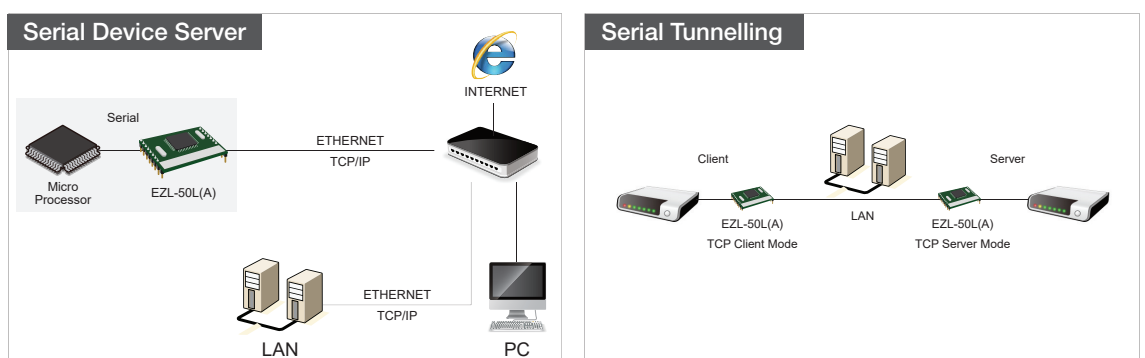 Serial Device Server
INTERNET
Serial
ETHERNET
TCP/IP
Micro
Processor
EZL-50L(A)
ETHERNET
TCP/IP
LAN
PC
Serial Tunnelling
Client
Server
LAN
EZL-50L(A)
TCP Client Mode
EZL-50L(A)
TCP Server Mode